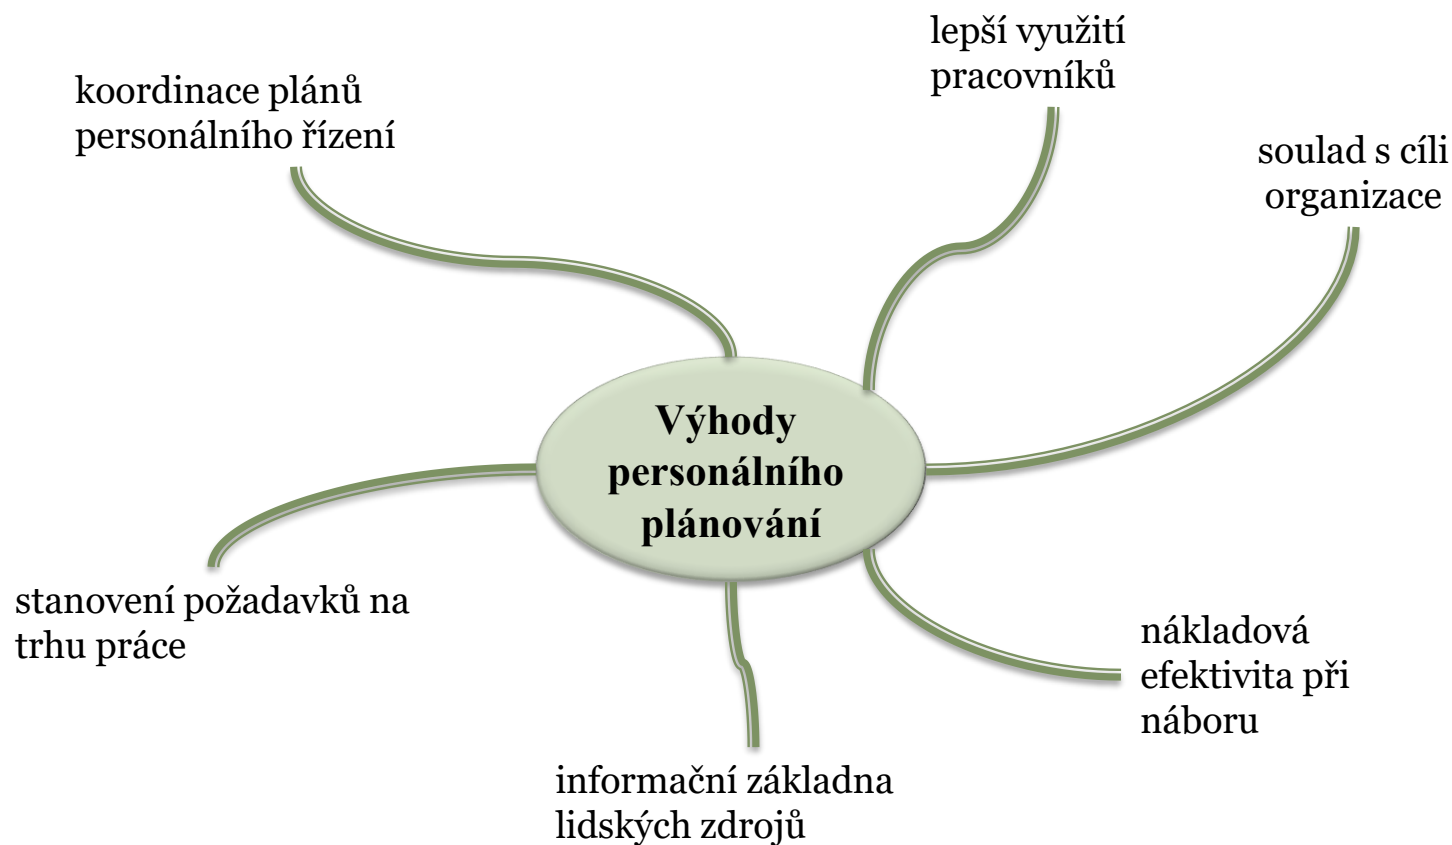 lepší využití
pracovníků
koordinace plánů
personálního řízení
soulad s cíli
organizace
Výhody
personálního
plánování
stanovení požadavků na
trhu práce
nákladová
efektivita při
náboru
informační základna
lidských zdrojů